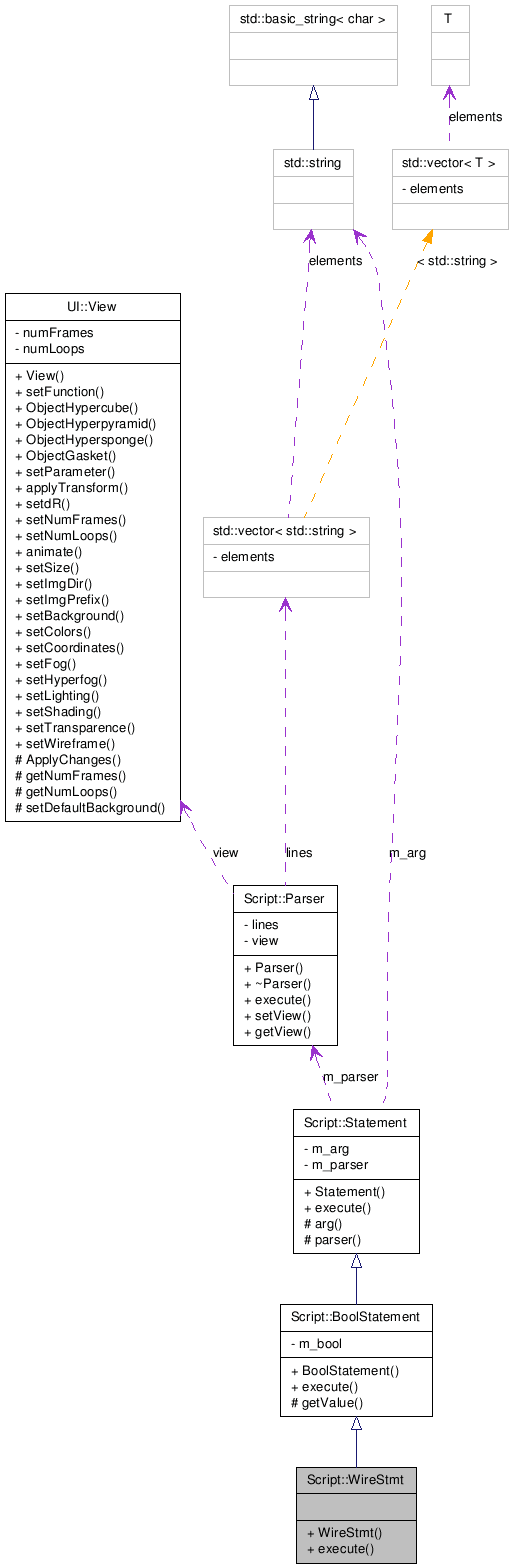 std::basic_string< char >
T
elements
std::string
std::vector< T >
- elements
elements
< std::string >
UI::View
- numFrames
- numLoops
+ View()
+ setFunction()
+ ObjectHypercube()
+ ObjectHyperpyramid()
+ ObjectHypersponge()
+ ObjectGasket()
+ setParameter()
+ applyTransform()
+ setdR()
+ setNumFrames()
+ setNumLoops()
+ animate()
+ setSize()
+ setImgDir()
+ setImgPrefix()
+ setBackground()
+ setColors()
+ setCoordinates()
+ setFog()
+ setHyperfog()
+ setLighting()
+ setShading()
+ setTransparence()
+ setWireframe()
# ApplyChanges()
# getNumFrames()
# getNumLoops()
# setDefaultBackground()
std::vector< std::string >
- elements
view
lines
m_arg
Script::Parser
- lines
- view
+ Parser()
+ ~Parser()
+ execute()
+ setView()
+ getView()
m_parser
Script::Statement
- m_arg
- m_parser
+ Statement()
+ execute()
# arg()
# parser()
Script::BoolStatement
- m_bool
+ BoolStatement()
+ execute()
# getValue()
Script::WireStmt
+ WireStmt()
+ execute()